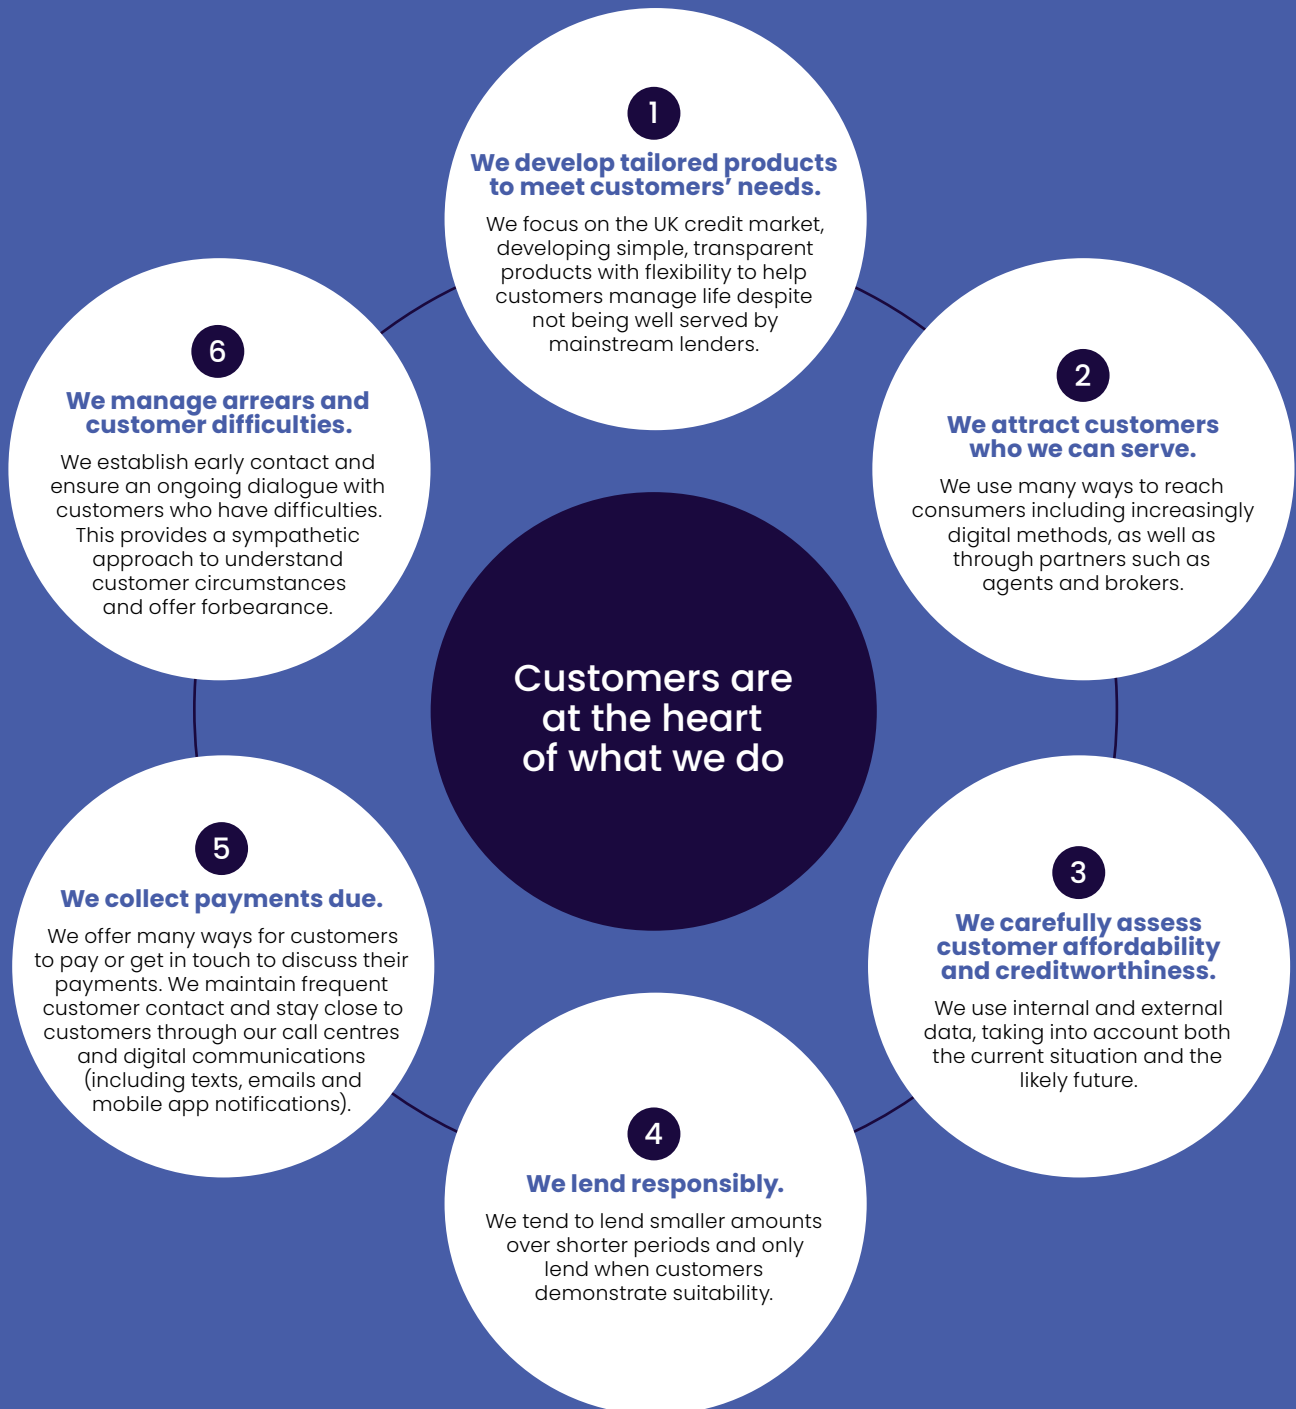 1
We develop tailored products
to meet customers’ needs.
We focus on the UK credit market,
developing simple, transparent
products with flexibility to help
customers manage life despite
not being well served by
mainstream lenders.
2
We attract customers
who we can serve.
We use many ways to reach
consumers including increasingly
digital methods, as well as
through partners such as
agents and brokers.
3
We carefully assess
customer affordability
and creditworthiness.
We use internal and external
data, taking into account both
the current situation and the
likely future.
4
We lend responsibly.
We tend to lend smaller amounts
over shorter periods and only
lend when customers
demonstrate suitability.
5
We collect payments due.
We offer many ways for customers
to pay or get in touch to discuss their
payments. We maintain frequent
customer contact and stay close to
customers through our call centres
and digital communications
(including texts, emails and
mobile app notifications).
6
We manage arrears and
customer difficulties.
We establish early contact and
ensure an ongoing dialogue with
customers who have difficulties.
This provides a sympathetic
approach to understand
customer circumstances
and offer forbearance.
Customers are
at the heart
of what we do